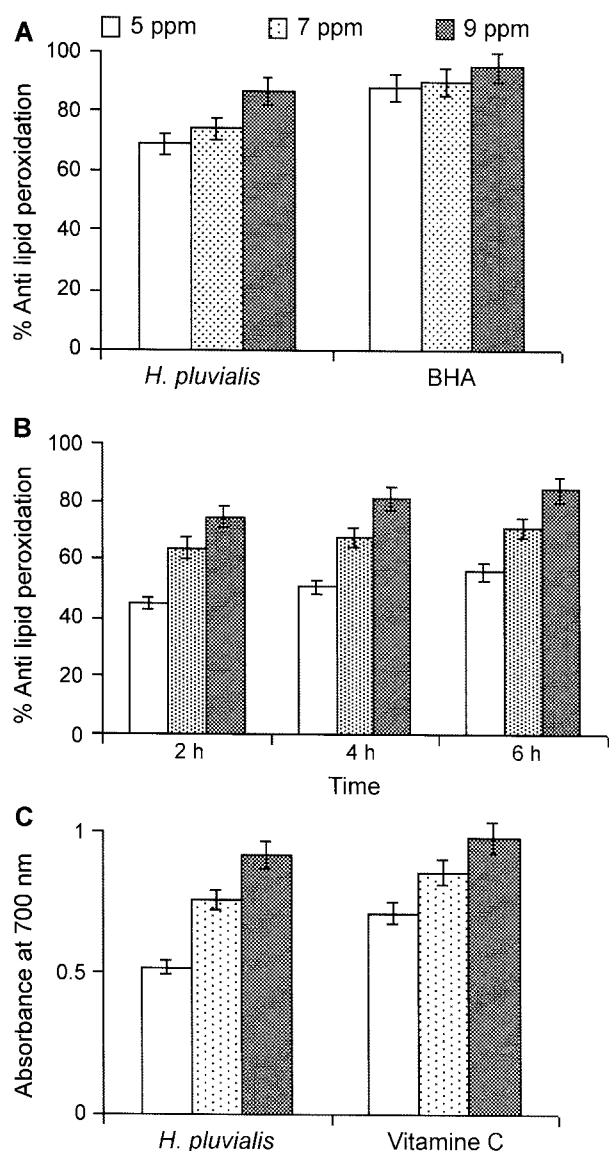 A
5 ppm
7 ppm
9 ppm
% Anti lipid peroxidation
100
80
60
40
20
0
H. pluvialis
BHA
B
% Anti lipid peroxidation
100
80
60
40
20
0
2 h
4 h
6 h
Time
C
Absorbance at 700 nm
1
0.5
0
H. pluvialis
Vitamine C